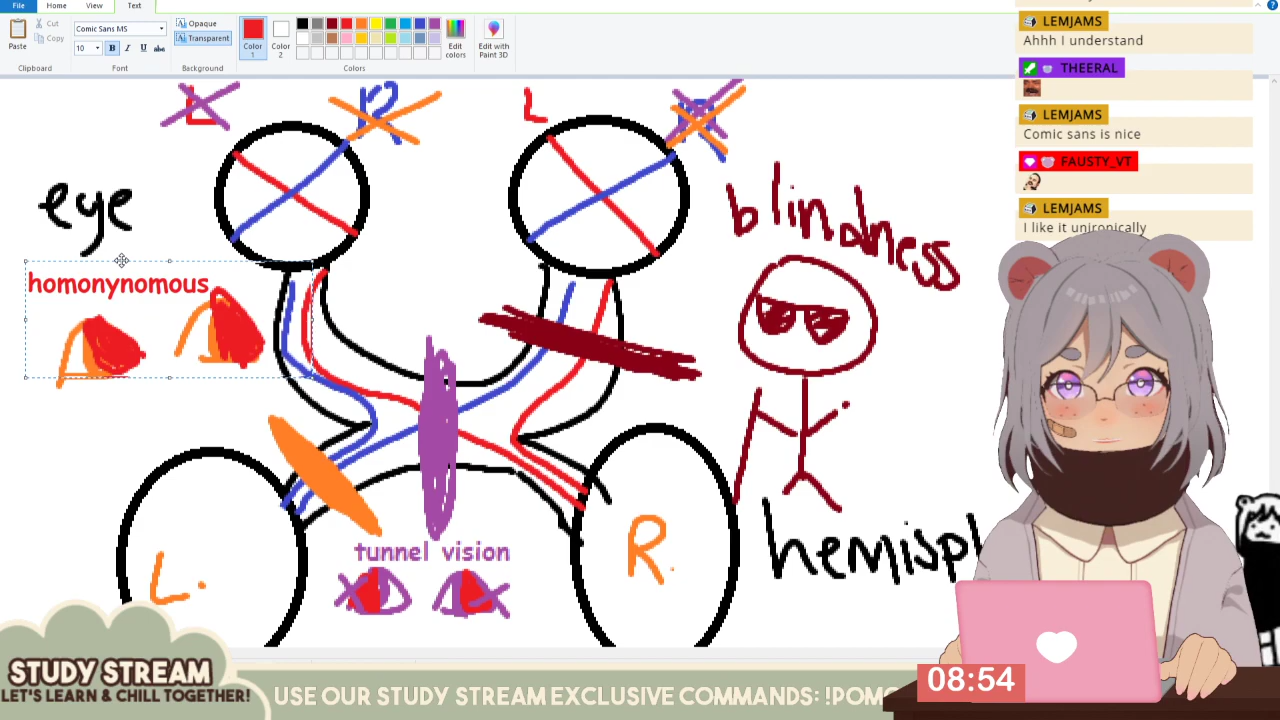 File Home View Text
Paste
Cut
Copy
Clipboard
Comic Sans MS
10 B I U abc
Font
Opaque
Transparent
Background
Color 1
Color 2
Colors
Edit colors
Edit with Paint 3D
L R L R
eye
homonynomous
blindness
tunnel vision
L. R.
hemisph
LEMJAMS
Ahhh I understand
THEERAL
LEMJAMS
Comic sans is nice
FAUSTY_VT
LEMJAMS
I like it unironically
STUDY STREAM
LET'S LEARN & CHILL TOGETHER!
USE OUR STUDY STREAM EXCLUSIVE COMMANDS: !POMO
08:54